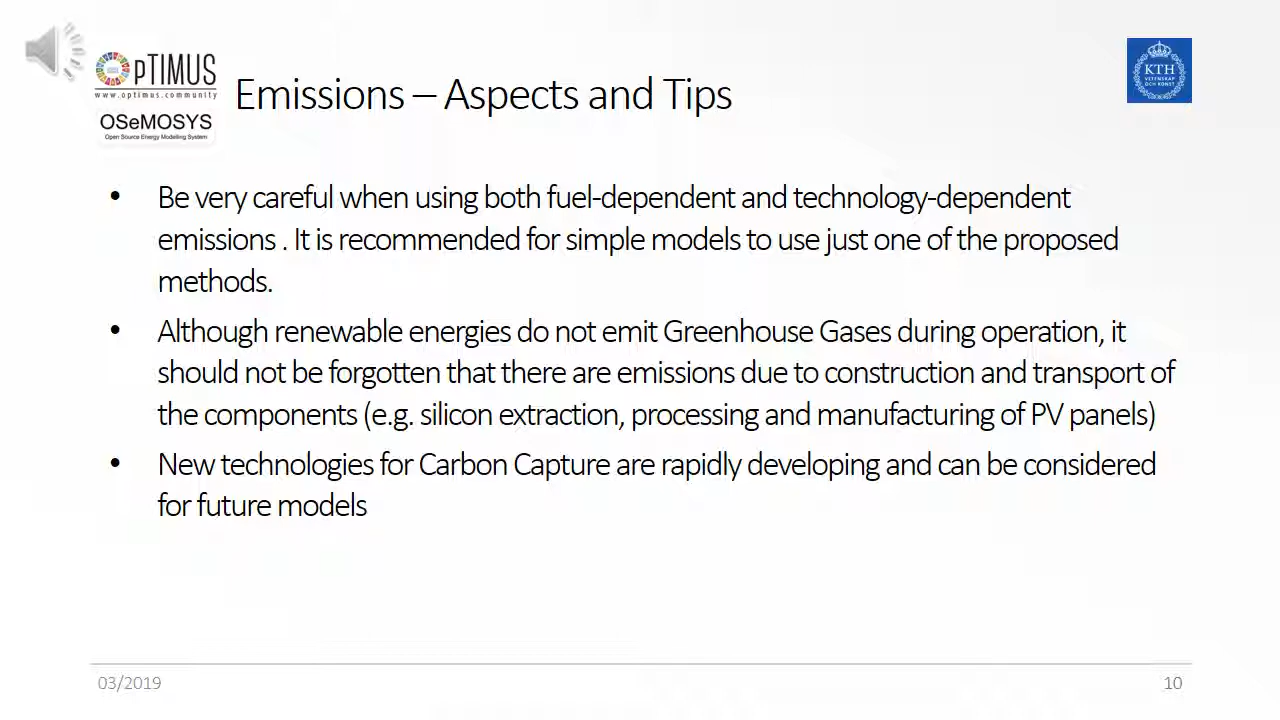 OpTIMUS
www.optimus.community
OSeMOSYS
Open Source Energy Modelling System
Emissions – Aspects and Tips
KTH
VETENSKAP
OCH KONST
• Be very careful when using both fuel-dependent and technology-dependent
emissions . It is recommended for simple models to use just one of the proposed
methods.
• Although renewable energies do not emit Greenhouse Gases during operation, it
should not be forgotten that there are emissions due to construction and transport of
the components (e.g. silicon extraction, processing and manufacturing of PV panels)
• New technologies for Carbon Capture are rapidly developing and can be considered
for future models
03/2019
10